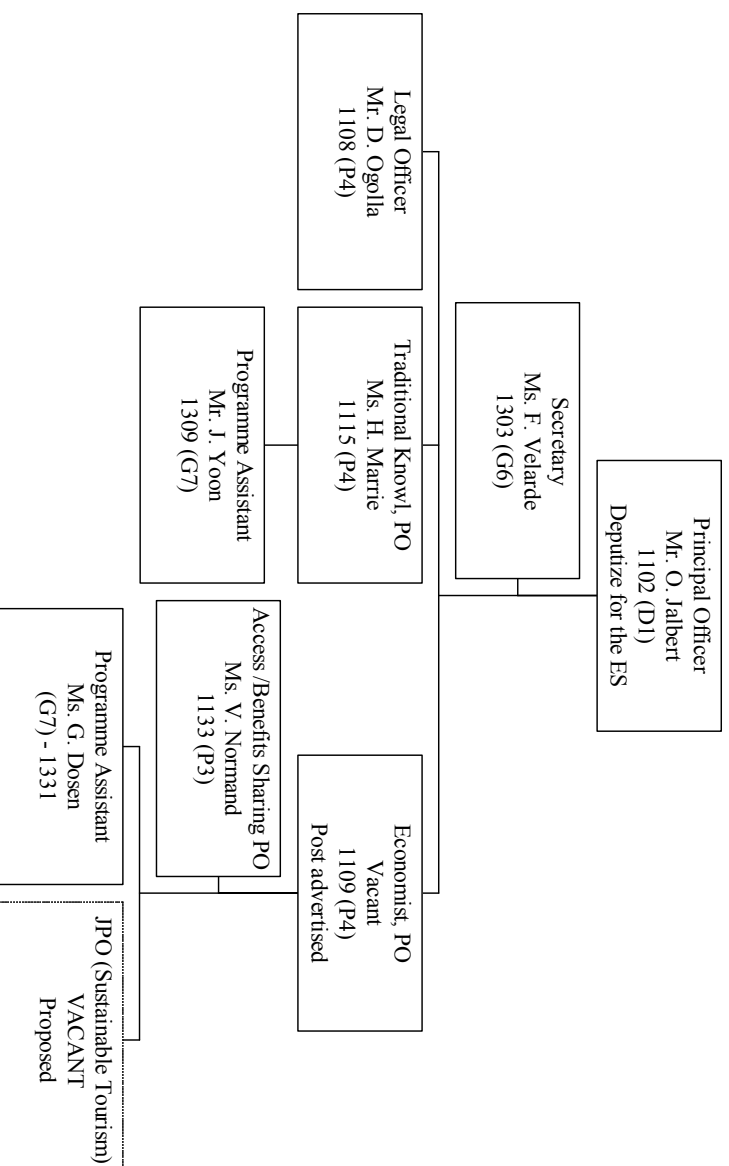 Principal Officer
Mr. O. Jalbert
1102 (D1)
Deputize for the ES
Secretary
Ms. F. Velarde
1303 (G6)
Legal Officer
Mr. D. Ogolla
1108 (P4)
Traditional Knowl, PO
Ms. H. Marrie
1115 (P4)
Economist, PO
Vacant
1109 (P4)
Post advertised
Programme Assistant
Mr. J. Yoon
1309 (G7)
Access /Benefits Sharing PO
Ms. V. Normand
1133 (P3)
Programme Assistant
Ms. G. Dosen
(G7) - 1331
JPO (Sustainable Tourism)
VACANT
Proposed